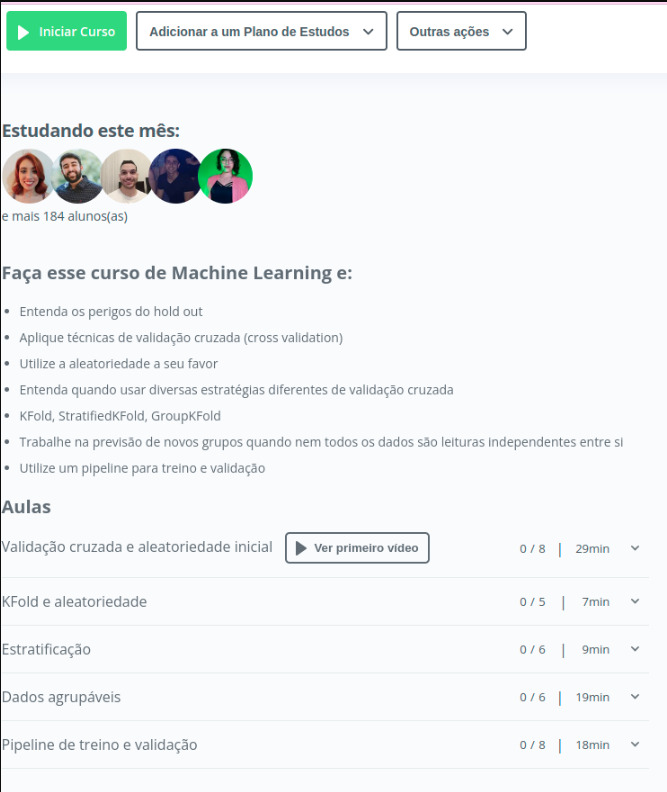 Iniciar Curso Adicionar a um Plano de Estudos Outras ações
Estudando este mês:
e mais 184 alunos(as)
Faça esse curso de Machine Learning e:
Entenda os perigos do hold out
Aplique técnicas de validação cruzada (cross validation)
Utilize a aleatoriedade a seu favor
Entenda quando usar diversas estratégias diferentes de validação cruzada
KFold, StratifiedKFold, GroupKFold
Trabalhe na previsão de novos grupos quando nem todos os dados são leituras independentes entre si
Utilize um pipeline para treino e validação
Aulas
Validação cruzada e aleatoriedade inicial Ver primeiro vídeo 0 / 8 | 29min
KFold e aleatoriedade 0 / 5 | 7min
Estratificação 0 / 6 | 9min
Dados agrupáveis 0 / 6 | 19min
Pipeline de treino e validação 0 / 8 | 18min